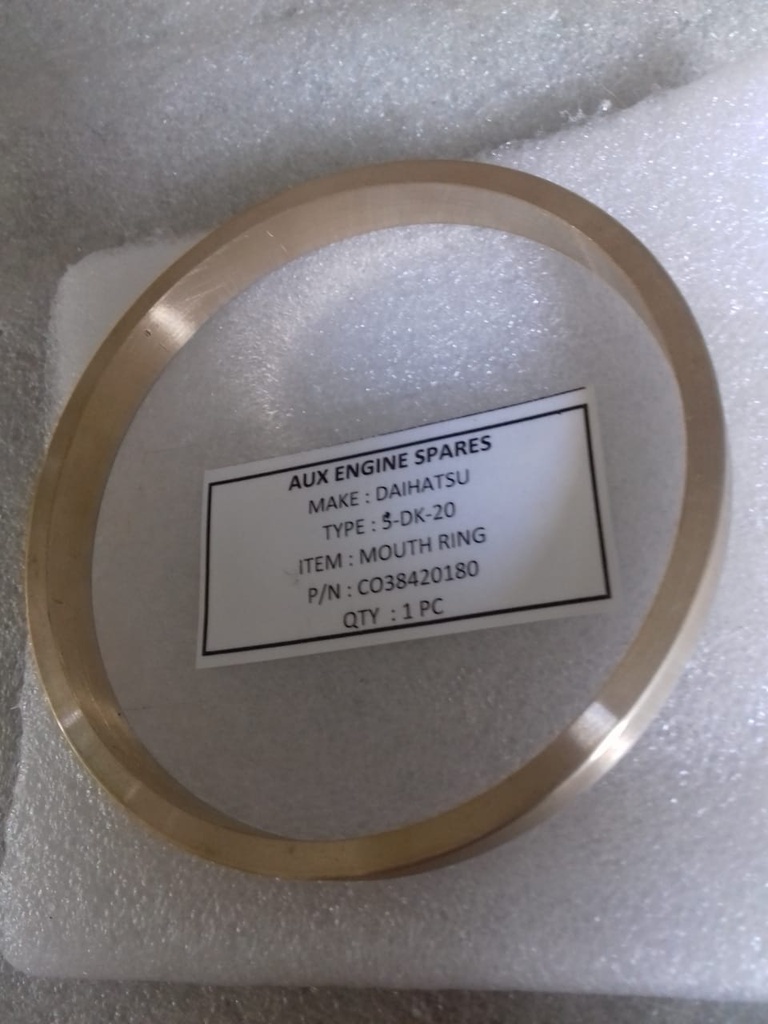 AUX ENGINE SPARES
MAKE : DAIHATSU
TYPE : 5-DK-20
ITEM : MOUTH RING
P/N : CO38420180
QTY : 1 PC